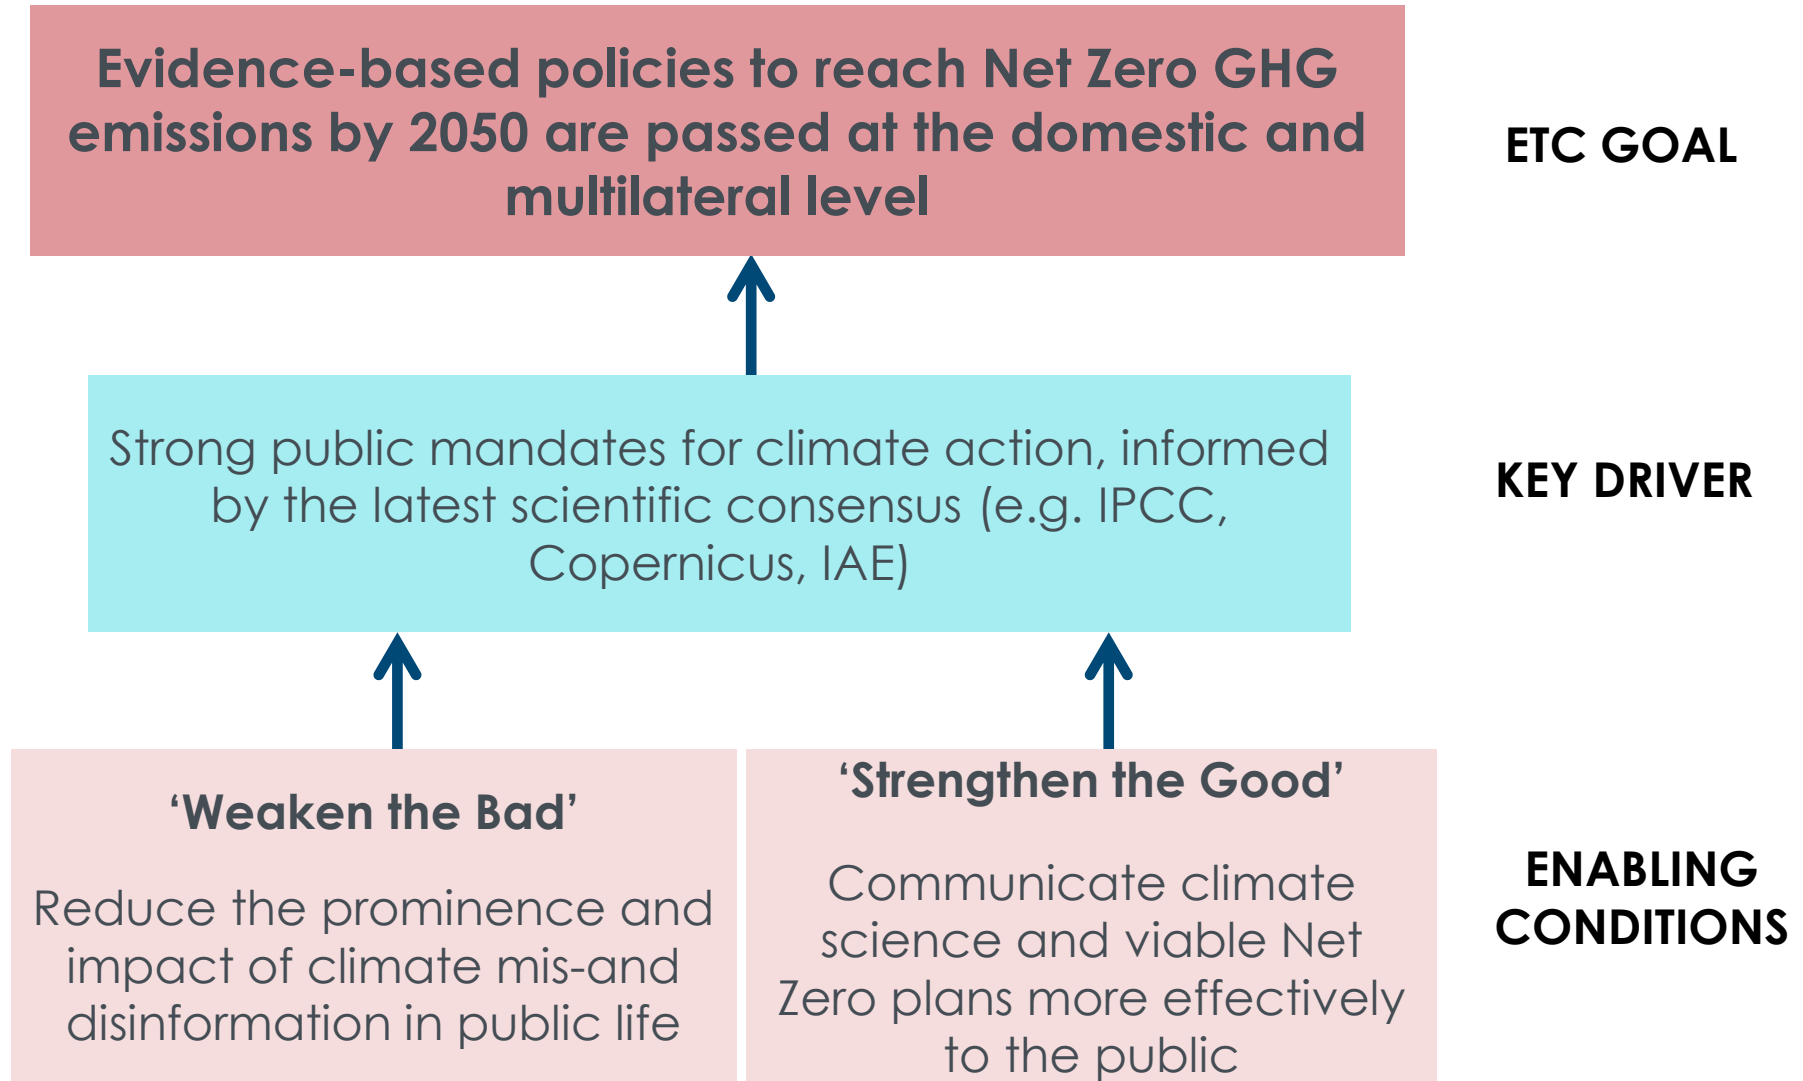 Evidence-based policies to reach Net Zero GHG
emissions by 2050 are passed at the domestic and
multilateral level
ETC GOAL
Strong public mandates for climate action, informed
by the latest scientific consensus (e.g. IPCC,
Copernicus, IAE)
KEY DRIVER
‘Weaken the Bad’
Reduce the prominence and
impact of climate mis-and
disinformation in public life
‘Strengthen the Good’
Communicate climate
science and viable Net
Zero plans more effectively
to the public
ENABLING
CONDITIONS